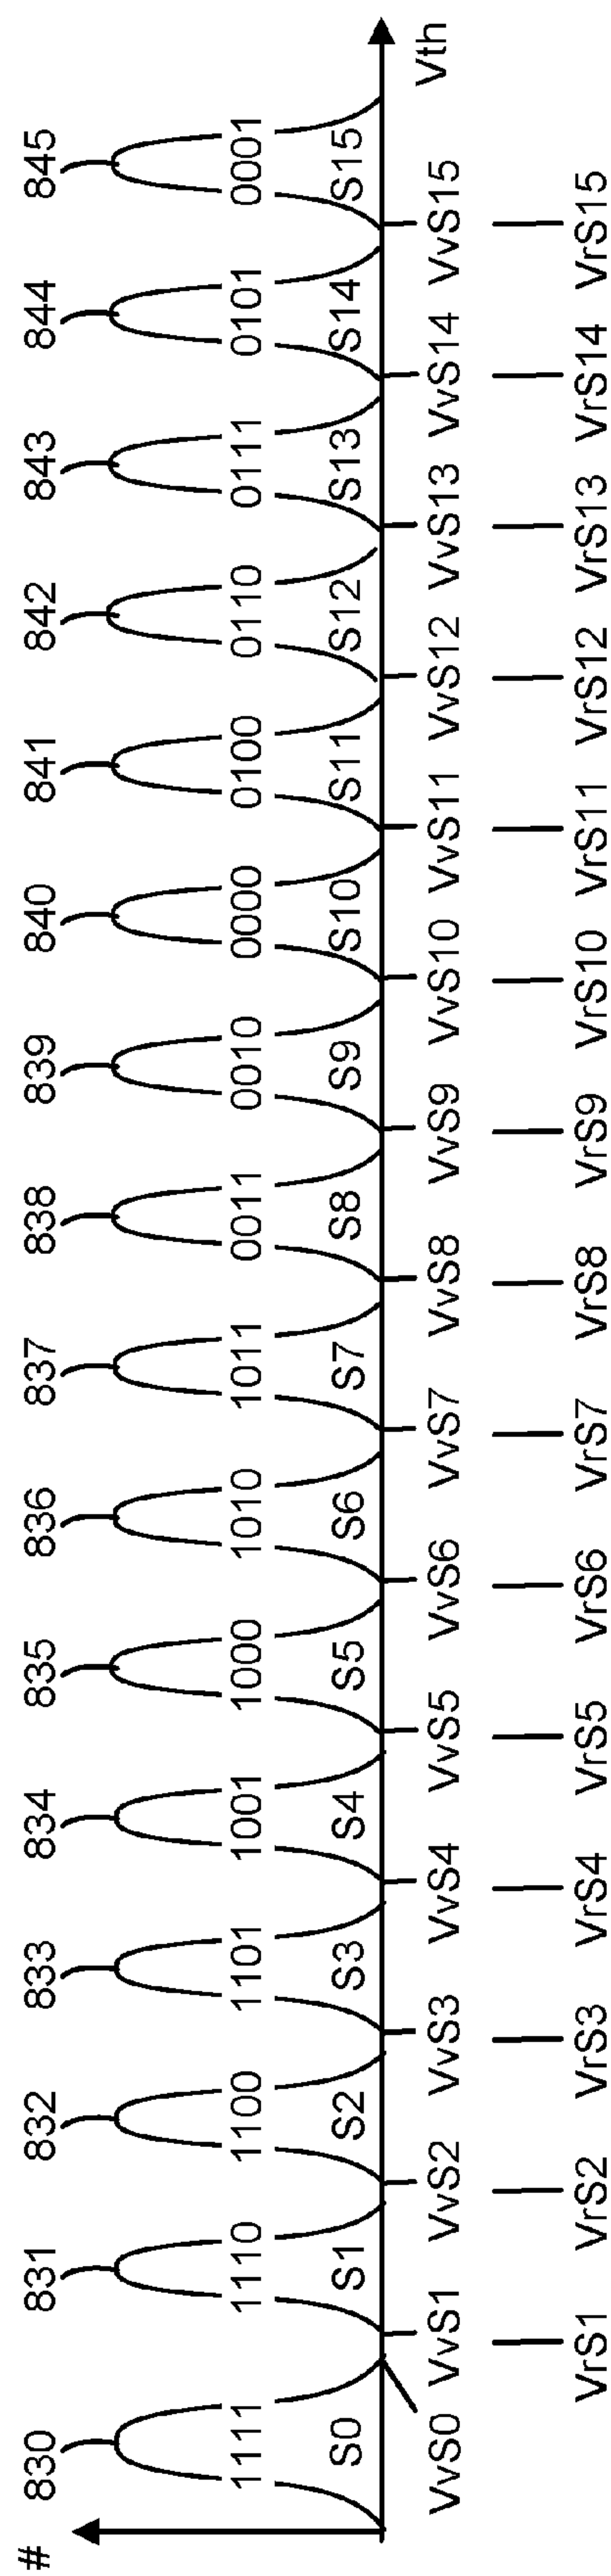 #
830 831 832 833 834 835 836 837 838 839 840 841 842 843 844 845
1111 1110 1100 1101 1001 1000 1010 1011 0011 0010 0000 0100 0110 0111 0101 0001
S0 S1 S2 S3 S4 S5 S6 S7 S8 S9 S10 S11 S12 S13 S14 S15
Vth
VvS0 VvS1 VvS2 VvS3 VvS4 VvS5 VvS6 VvS7 VvS8 VvS9 VvS10 VvS11 VvS12 VvS13 VvS14 VvS15
VrS1 VrS2 VrS3 VrS4 VrS5 VrS6 VrS7 VrS8 VrS9 VrS10 VrS11 VrS12 VrS13 VrS14 VrS15